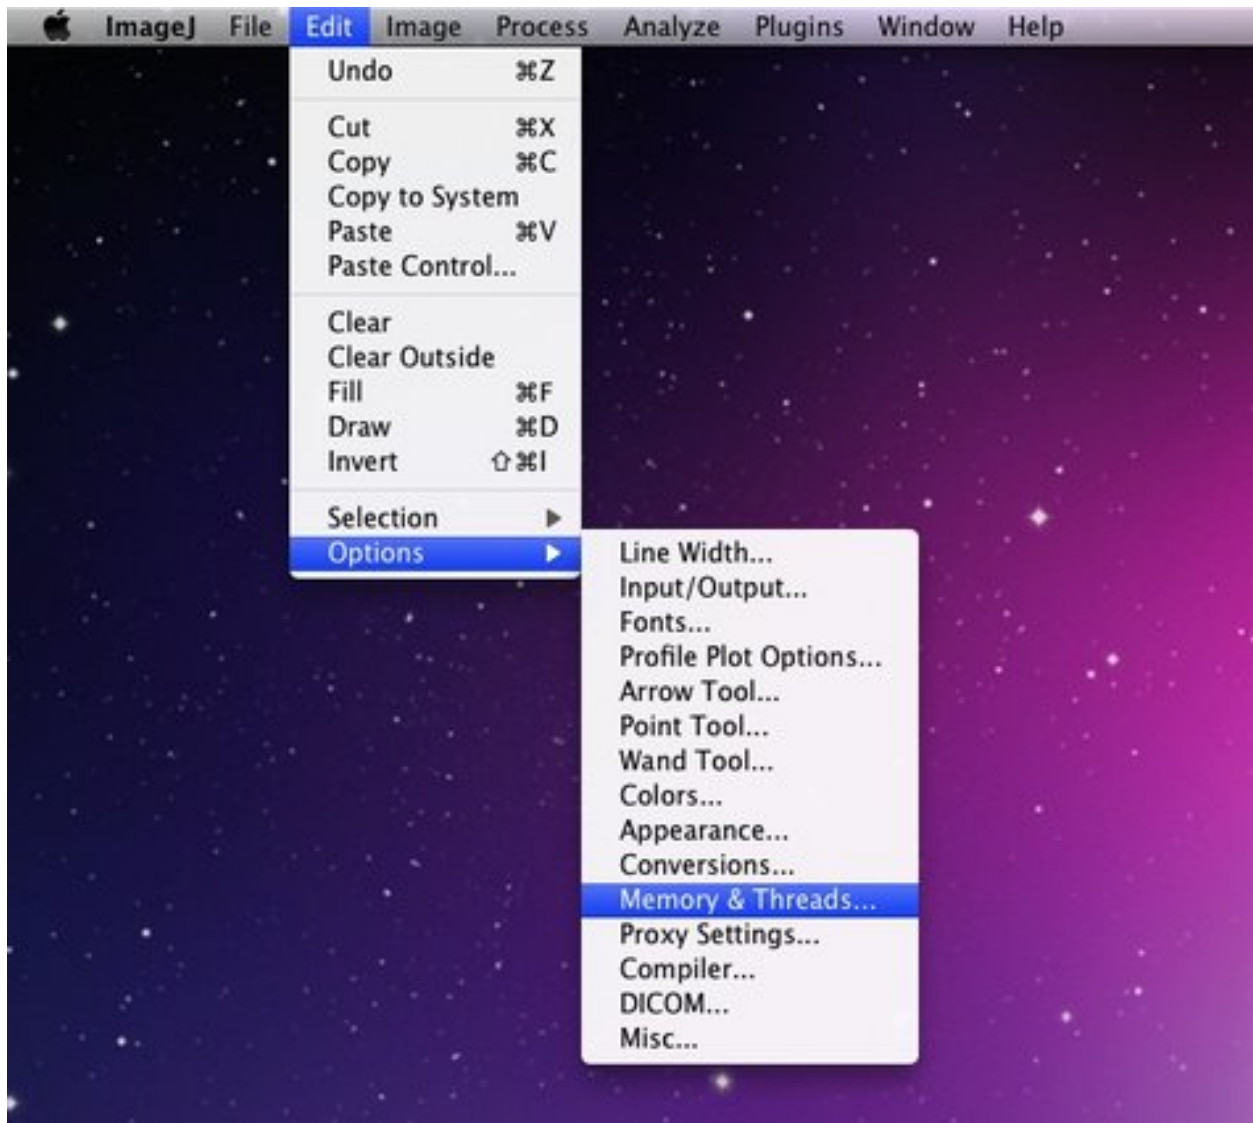 ImageJ File Edit Image Process Analyze Plugins Window Help
Undo ⌘Z
Cut ⌘X
Copy ⌘C
Copy to System
Paste ⌘V
Paste Control...
Clear
Clear Outside
Fill ⌘F
Draw ⌘D
Invert ⇧⌘I
Selection ▶
Options ▶
Line Width...
Input/Output...
Fonts...
Profile Plot Options...
Arrow Tool...
Point Tool...
Wand Tool...
Colors...
Appearance...
Conversions...
Memory & Threads...
Proxy Settings...
Compiler...
DICOM...
Misc...